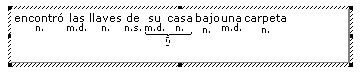 encontró las llaves de su casa bajo una carpeta
n. m.d. n. n.s. m.d. n. n. m.d. n.